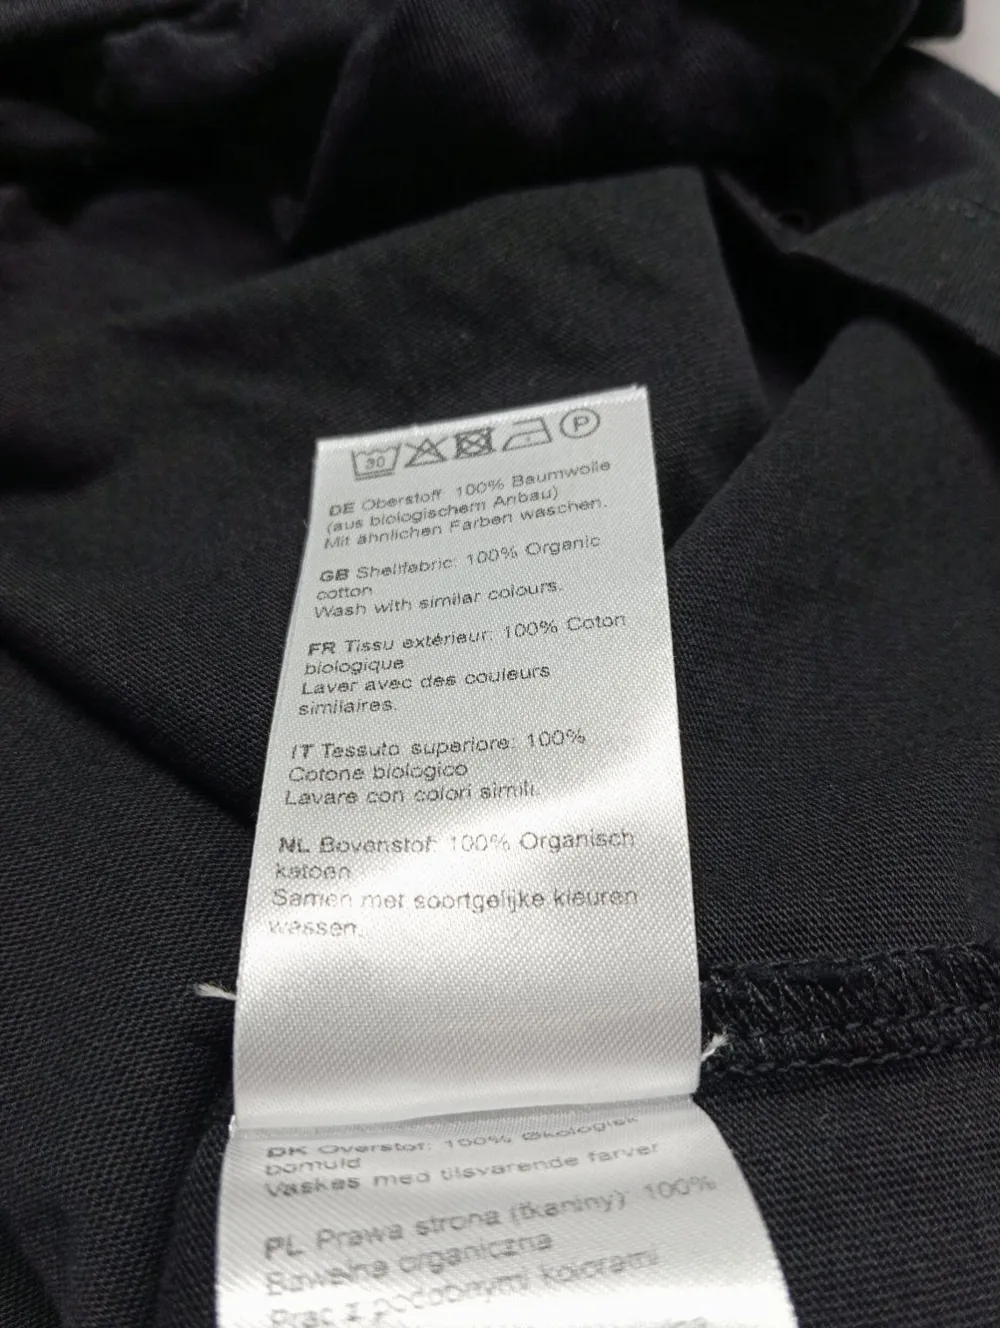 30 P
DE Oberstoff: 100% Baumwolle
(aus biologischem Anbau)
Mit ähnlichen Farben waschen.
GB Shellfabric: 100% Organic
cotton
Wash with similar colours.
FR Tissu extérieur: 100% Coton
biologique
Laver avec des couleurs
similaires.
IT Tessuto superiore: 100%
Cotone biologico
Lavare con colori simili.
NL Bovenstof: 100% Organisch
katoen
Samen met soortgelijke kleuren
wassen.
DK Overstof: 100% Økologisk
bomuld
Vaskes med tilsvarende farver
PL Prawa strona (tkaniny): 100%
Bawełna organiczna
Prać z podobnymi kolorami